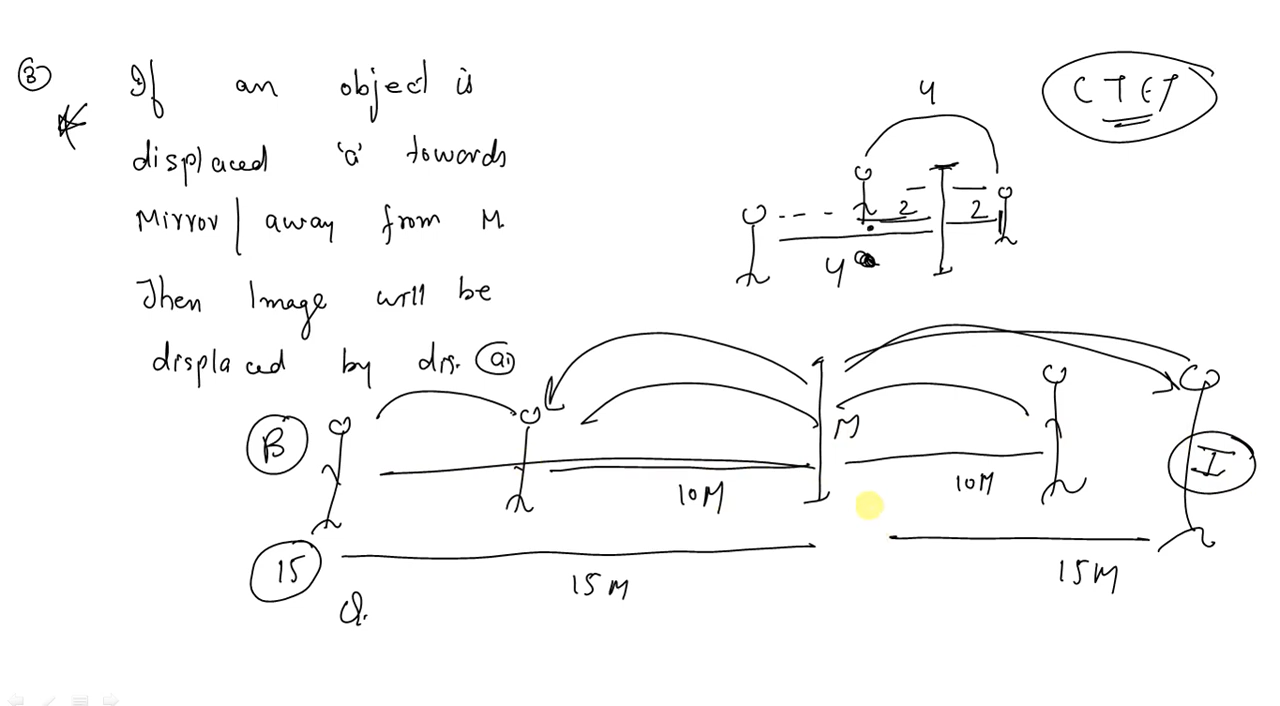 3
If an object is
displaced 'a' towards
Mirror | away from M.
Then Image will be
displaced by dis. a
CTET
4
2 2
4
B
M
I
10M
10M
15
15M
15M
Q.